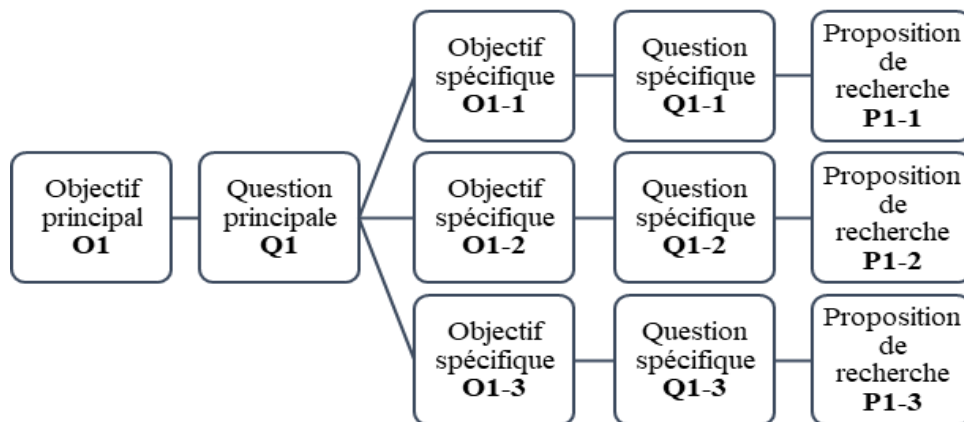 Objectif
principal
O1
Question
principale
Q1
Objectif
spécifique
O1-1
Question
spécifique
Q1-1
Proposition
de
recherche
P1-1
Objectif
spécifique
O1-2
Question
spécifique
Q1-2
Proposition
de
recherche
P1-2
Objectif
spécifique
O1-3
Question
spécifique
Q1-3
Proposition
de
recherche
P1-3